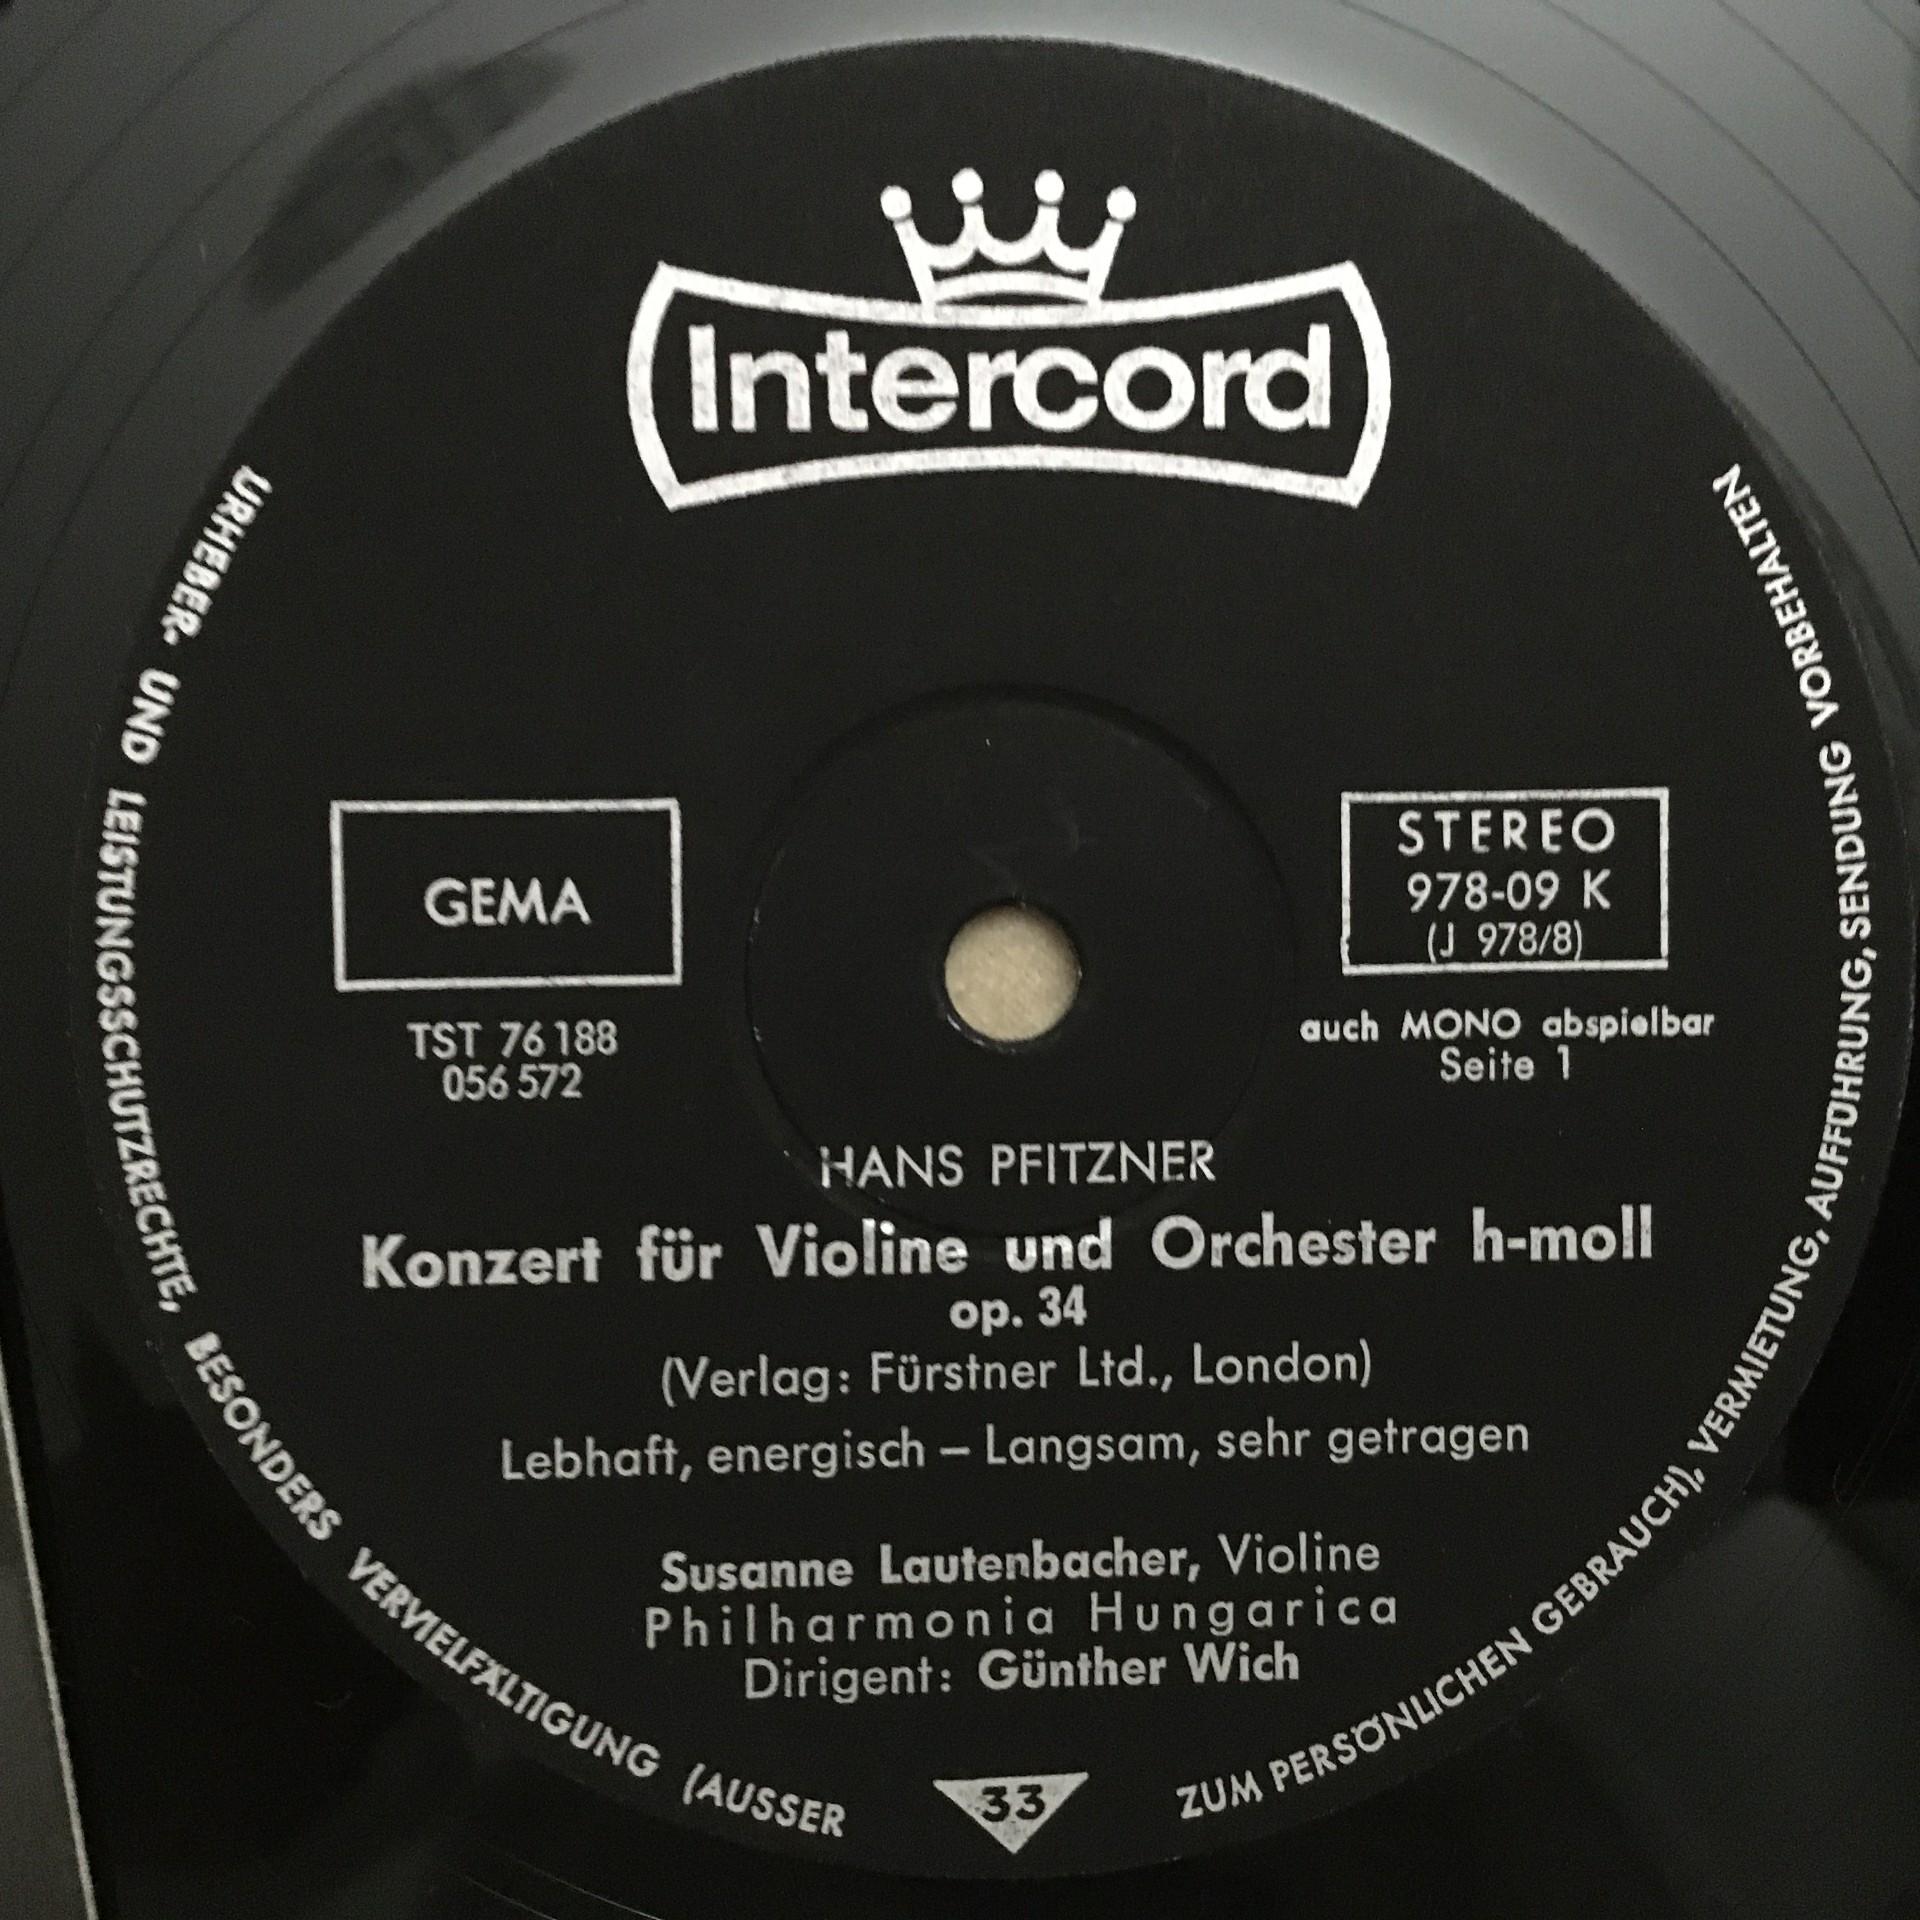 Intercord
GEMA
TST 76 188
056 572
STEREO
978-09 K
(J 978/8)
auch MONO abspielbar
Seite 1
HANS PFITZNER
Konzert für Violine und Orchester h-moll
op. 34
(Verlag: Fürstner Ltd., London)
Lebhaft, energisch – Langsam, sehr getragen
Susanne Lautenbacher, Violine
Philharmonia Hungarica
Dirigent: Günther Wich
33
URHEBER- UND LEISTUNGSSCHUTZRECHTE, BESONDERS VERVIELFÄLTIGUNG (AUSSER ZUM PERSÖNLICHEN GEBRAUCH), VERMIETUNG, AUFFÜHRUNG, SENDUNG VORBEHALTEN